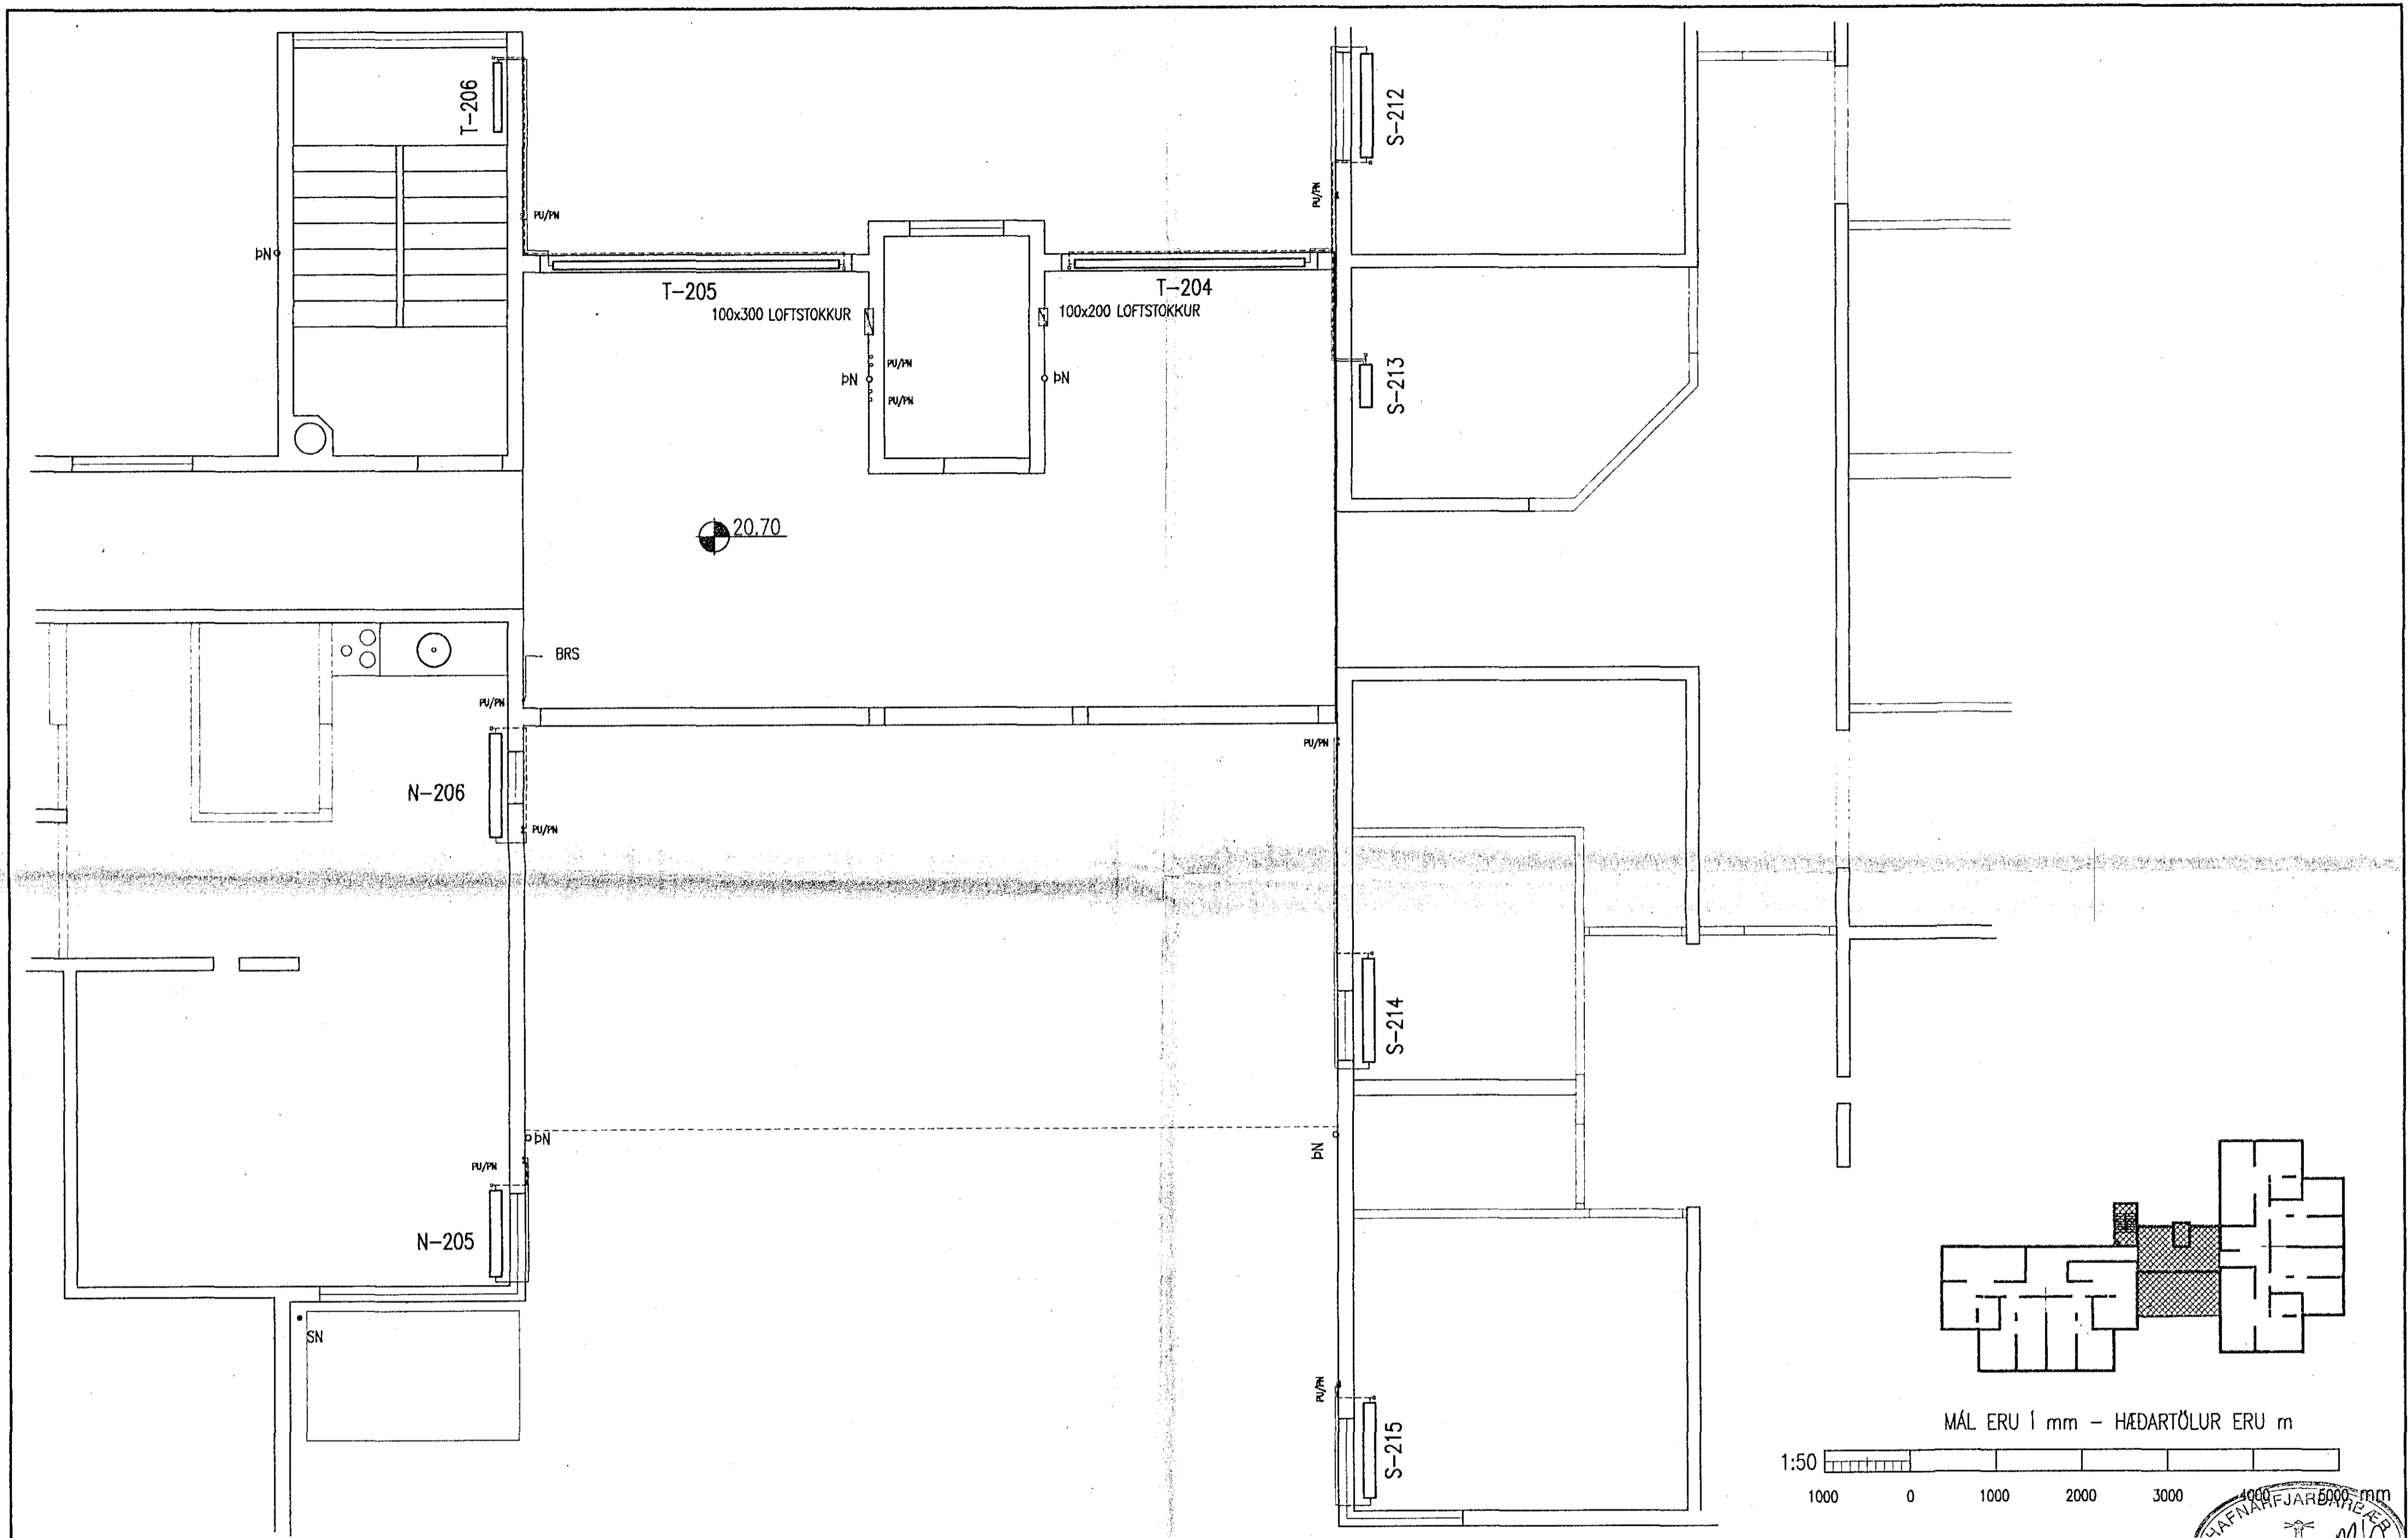 T-206
S-212
PU/PN
PU/PN
ÞN
T-205
T-204
100x300 LOFTSTOKKUR
100x200 LOFTSTOKKUR
PU/PN
ÞN
ÞN
PU/PN
S-213
20.70
BRS
PU/PN
PU/PN
N-206
PU/PN
S-214
ÞN
ÞN
PU/PN
N-205
SN
PU/PN
S-215
MÁL ERU Í mm – HÆÐARTÖLUR ERU m
1:50
1000 0 1000 2000 3000 4000 5000 mm
HAFNARFJARÐARBÆR